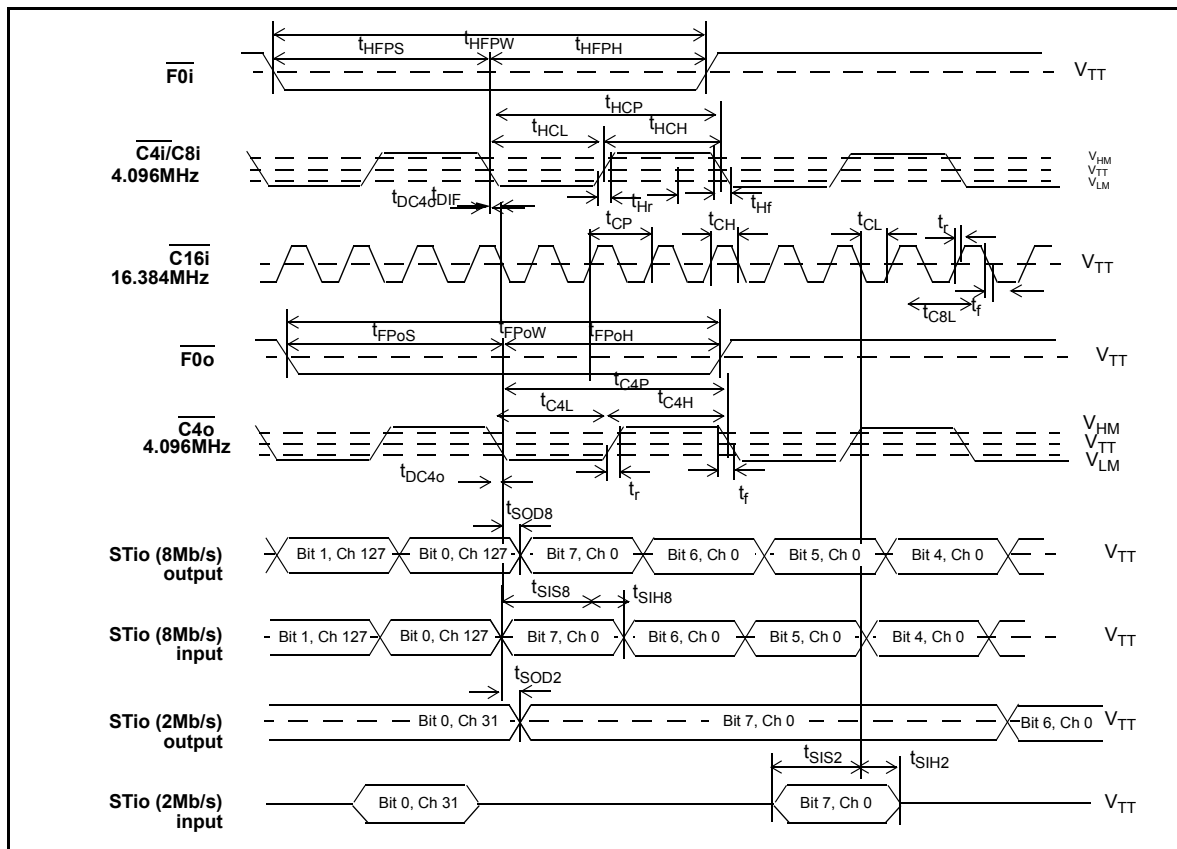 tHFPW
tHFPS
tHFPH
F0i
VTT
tHCP
tHCL
tHCH
C4i/C8i
4.096MHz
VHM
VTT
VLM
tDC4o
tDIF
tHr
tHf
tCP
tCH
tCL
tr
C16i
16.384MHz
VTT
tf
tC8L
tFPoW
tFPoS
tFPoH
F0o
VTT
tC4P
tC4L
tC4H
C4o
4.096MHz
VHM
VTT
VLM
tDC4o
tr
tf
tSOD8
STio (8Mb/s)
output
Bit 1, Ch 127
Bit 0, Ch 127
Bit 7, Ch 0
Bit 6, Ch 0
Bit 5, Ch 0
Bit 4, Ch 0
VTT
tSIS8
tSIH8
STio (8Mb/s)
input
Bit 1, Ch 127
Bit 0, Ch 127
Bit 7, Ch 0
Bit 6, Ch 0
Bit 5, Ch 0
Bit 4, Ch 0
VTT
tSOD2
STio (2Mb/s)
output
Bit 0, Ch 31
Bit 7, Ch 0
Bit 6, Ch 0
VTT
tSIS2
tSIH2
STio (2Mb/s)
input
Bit 0, Ch 31
Bit 7, Ch 0
VTT